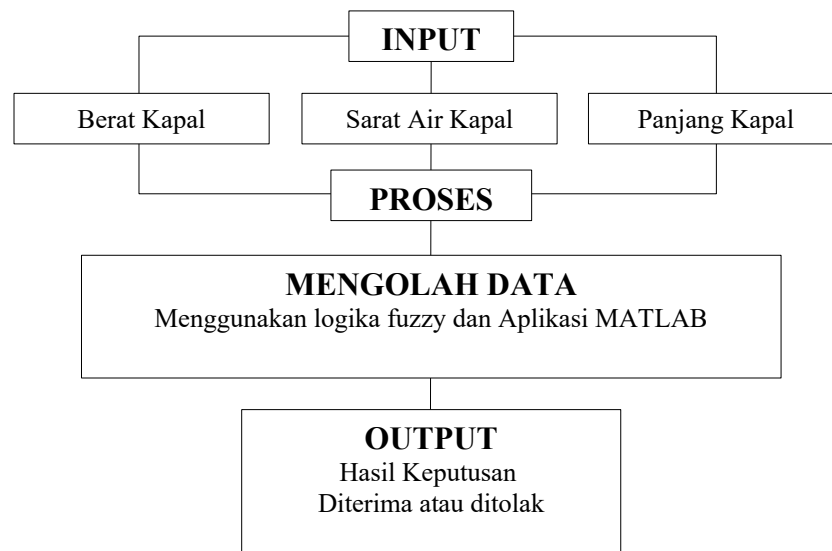 INPUT
Berat Kapal
Sarat Air Kapal
Panjang Kapal
PROSES
MENGOLAH DATA
Menggunakan logika fuzzy dan Aplikasi MATLAB
OUTPUT
Hasil Keputusan
Diterima atau ditolak